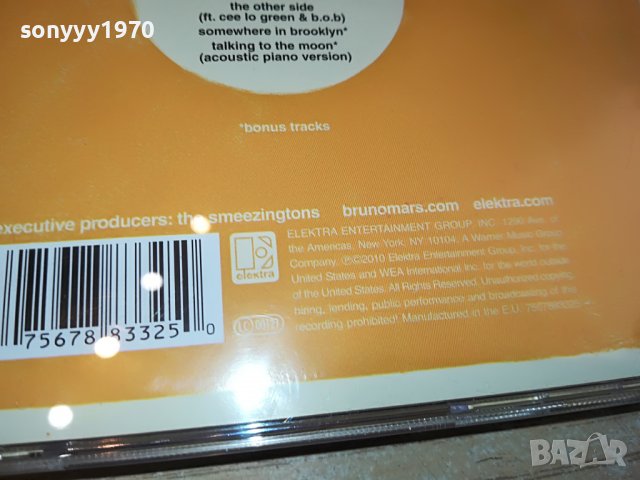 sonyyy1970
the other side
(ft. cee lo green & b.o.b)
somewhere in brooklyn*
talking to the moon*
(acoustic piano version)
*bonus tracks
executive producers: the smeezingtons brunomars.com elektra.com
ELEKTRA ENTERTAINMENT GROUP, INC. 1290 Ave. of
the Americas, New York, NY 10104. A Warner Music Group
Company. ℗©2010 Elektra Entertainment Group, Inc. for the
United States and WEA International Inc. for the world outside
of the United States. All Rights Reserved. Unauthorized copying,
hiring, lending, public performance and broadcasting of this
recording prohibited! Manufactured in the E.U.
elektra
75678 83325 0
BAZAR